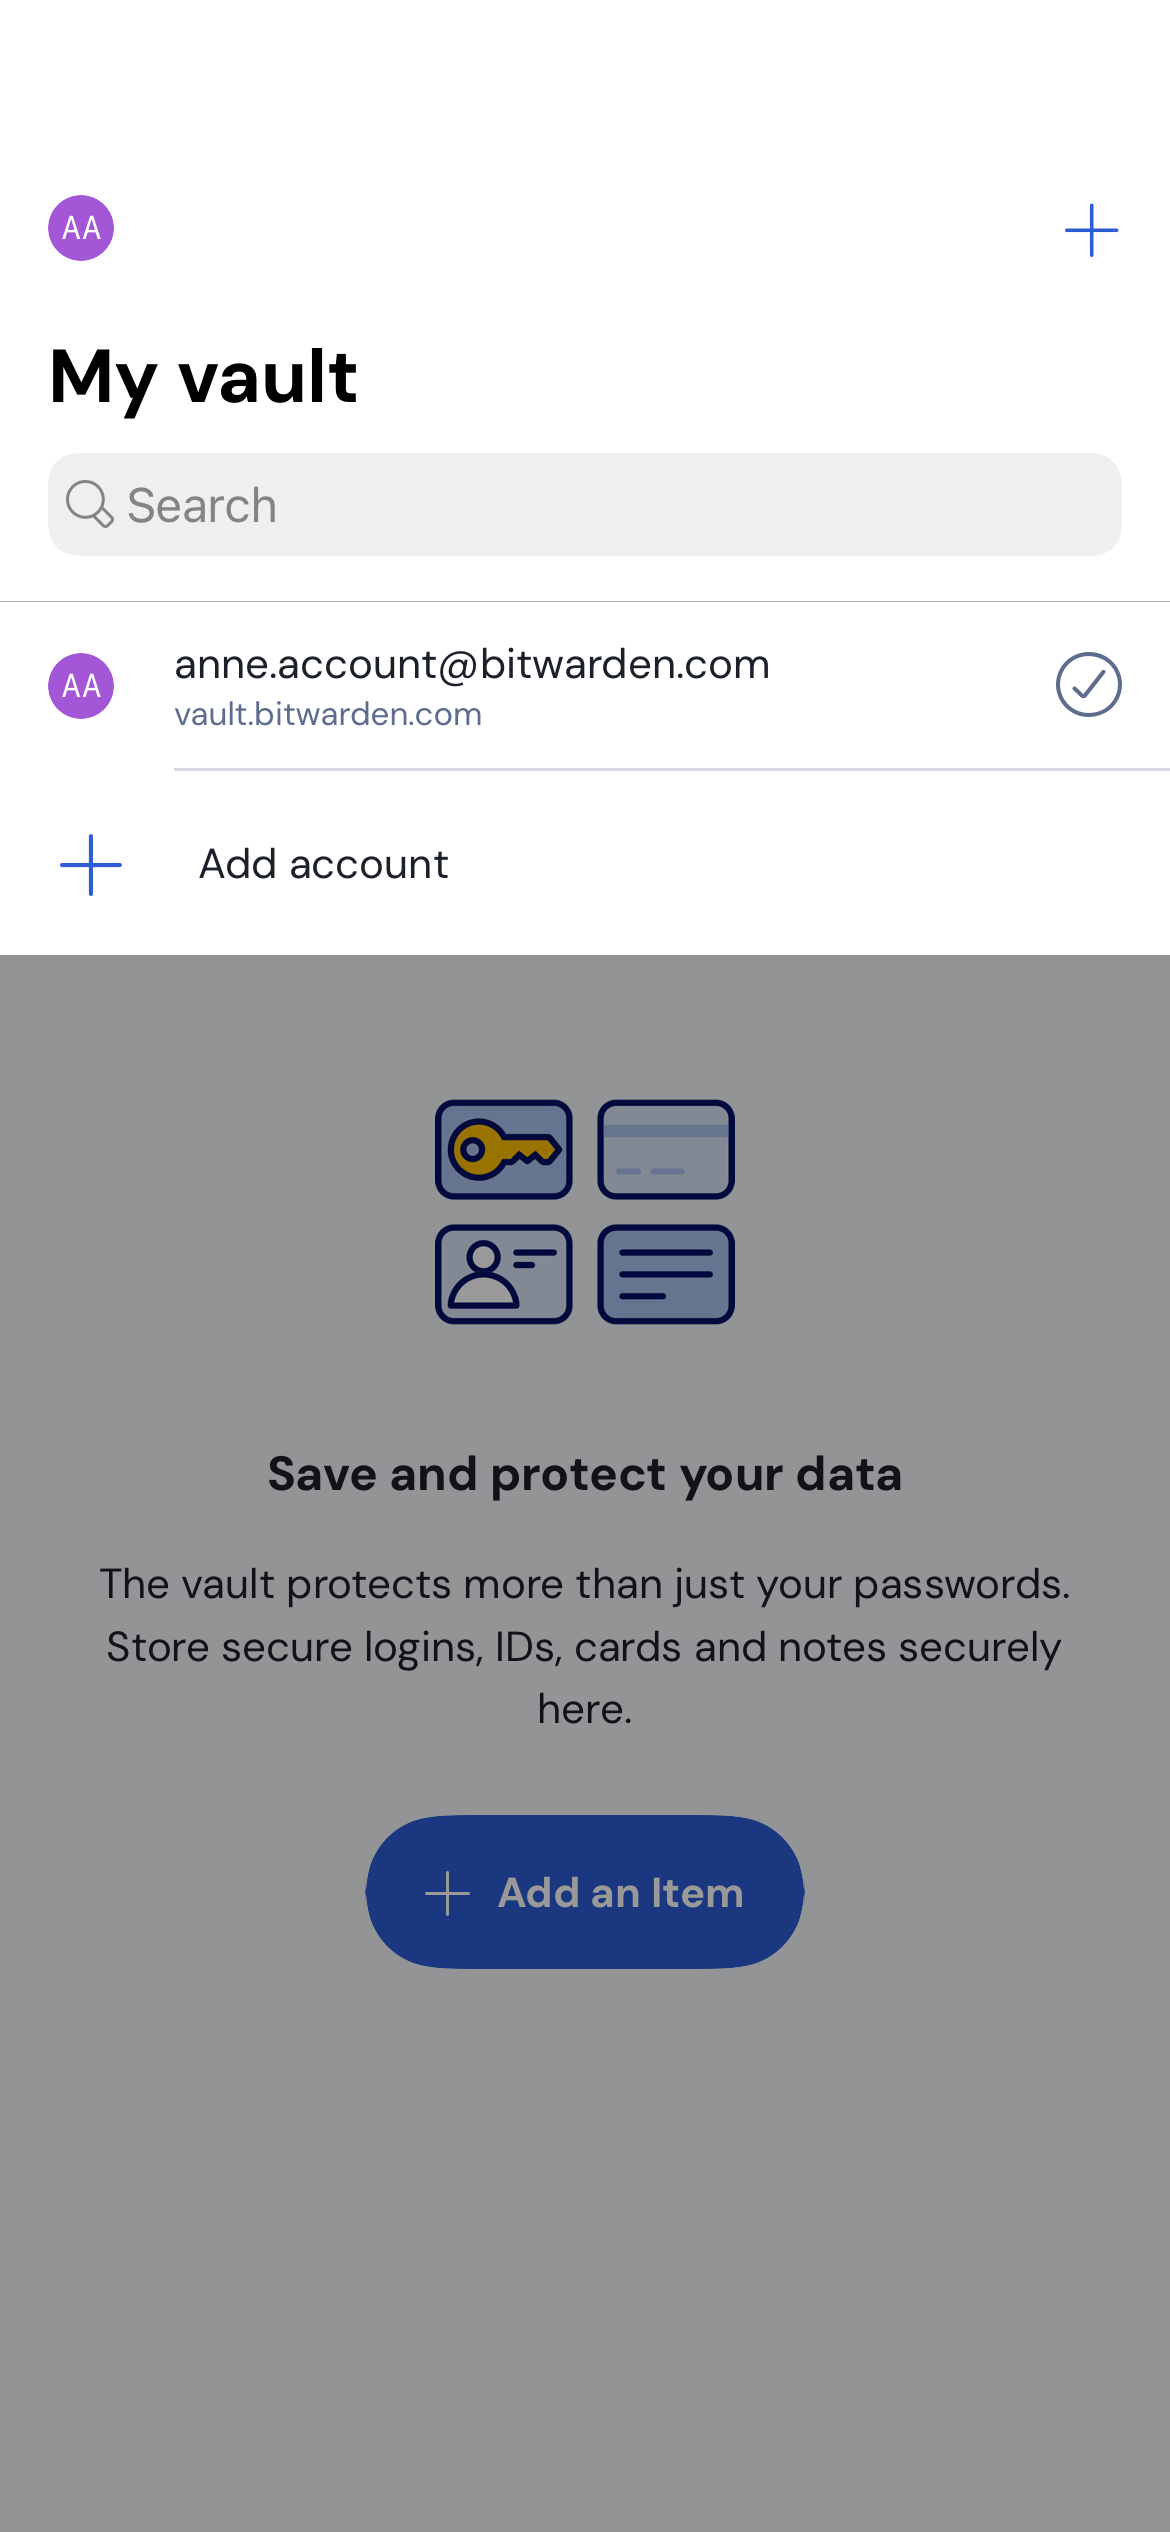 AA
My vault
Search
AA
anne.account@bitwarden.com
vault.bitwarden.com
Add account
Save and protect your data
The vault protects more than just your passwords.
Store secure logins, IDs, cards and notes securely
here.
Add an Item